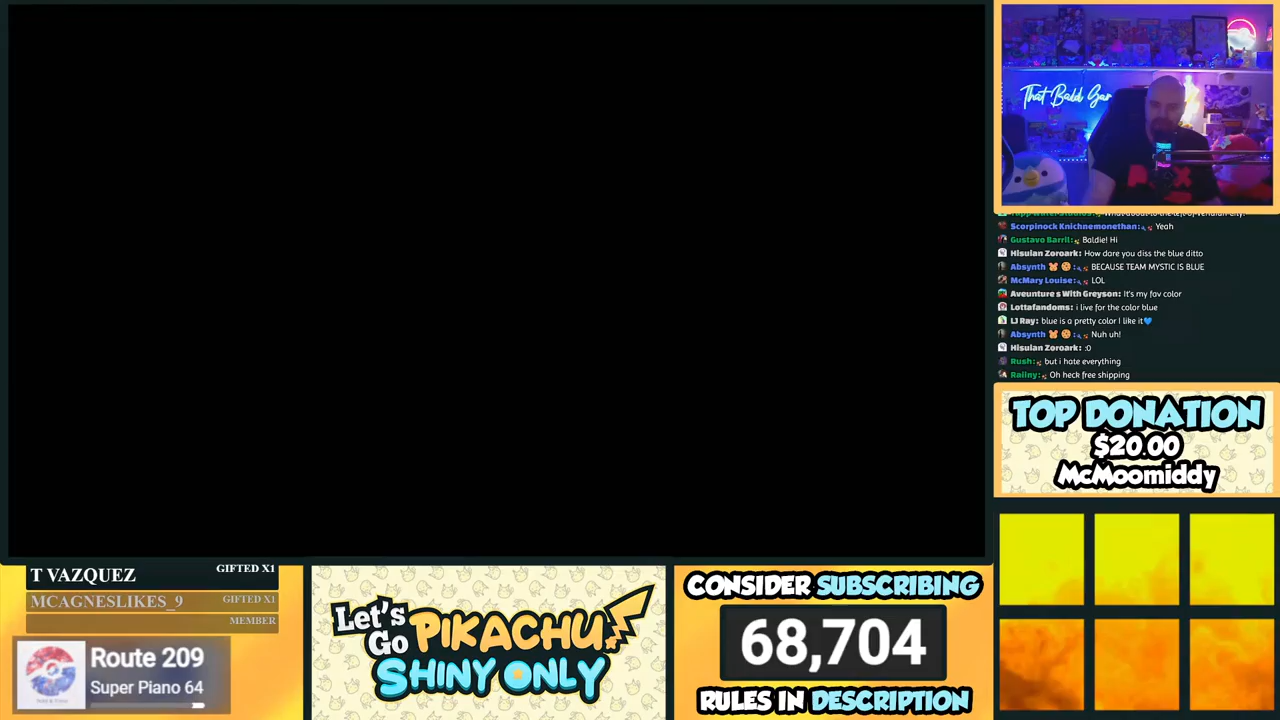 That Bald Gam
Scorpinock Knichnemonethan: Yeah
Gustavo Barril: Baldie! Hi
Hisuian Zoroark: How dare you diss the blue ditto
Absynth: BECAUSE TEAM MYSTIC IS BLUE
McMary Louise: LOL
Aveunture s With Greyson: It's my fav color
Lottafandoms: i live for the color blue
LJ Ray: blue is a pretty color I like it💙
Absynth: Nuh uh!
Hisuian Zoroark: :0
Rush: but i hate everything
Railny: Oh heck free shipping
TOP DONATION
$20.00
McMoomiddy
T VAZQUEZ GIFTED X1
MCAGNESLIKES_9 GIFTED X1
MEMBER
Route 209
Super Piano 64
Let's
Go PIKACHU
SHINY ONLY
CONSIDER SUBSCRIBING
68,704
RULES IN DESCRIPTION